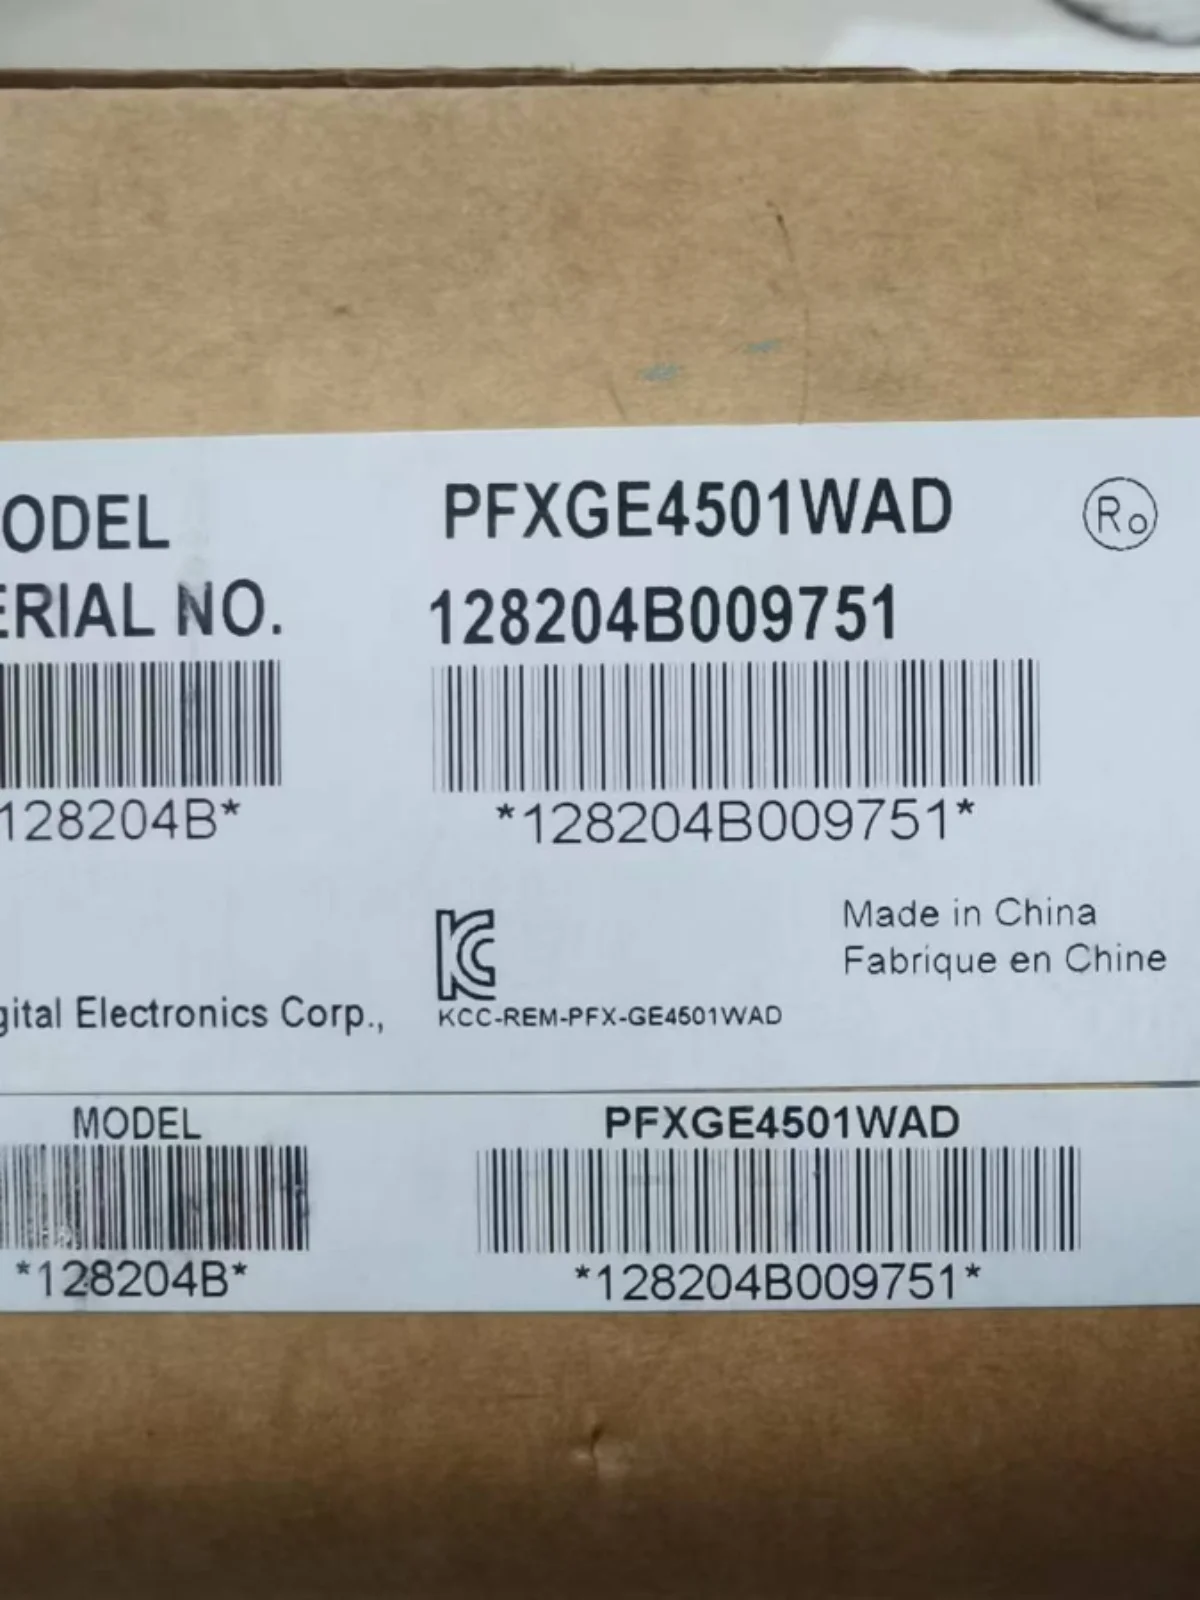 ODEL PFXGE4501WAD Ro
ERIAL NO. 128204B009751
128204B* *128204B009751*
KC
Made in China
Fabrique en Chine
gital Electronics Corp., KCC-REM-PFX-GE4501WAD
MODEL PFXGE4501WAD
*128204B* *128204B009751*